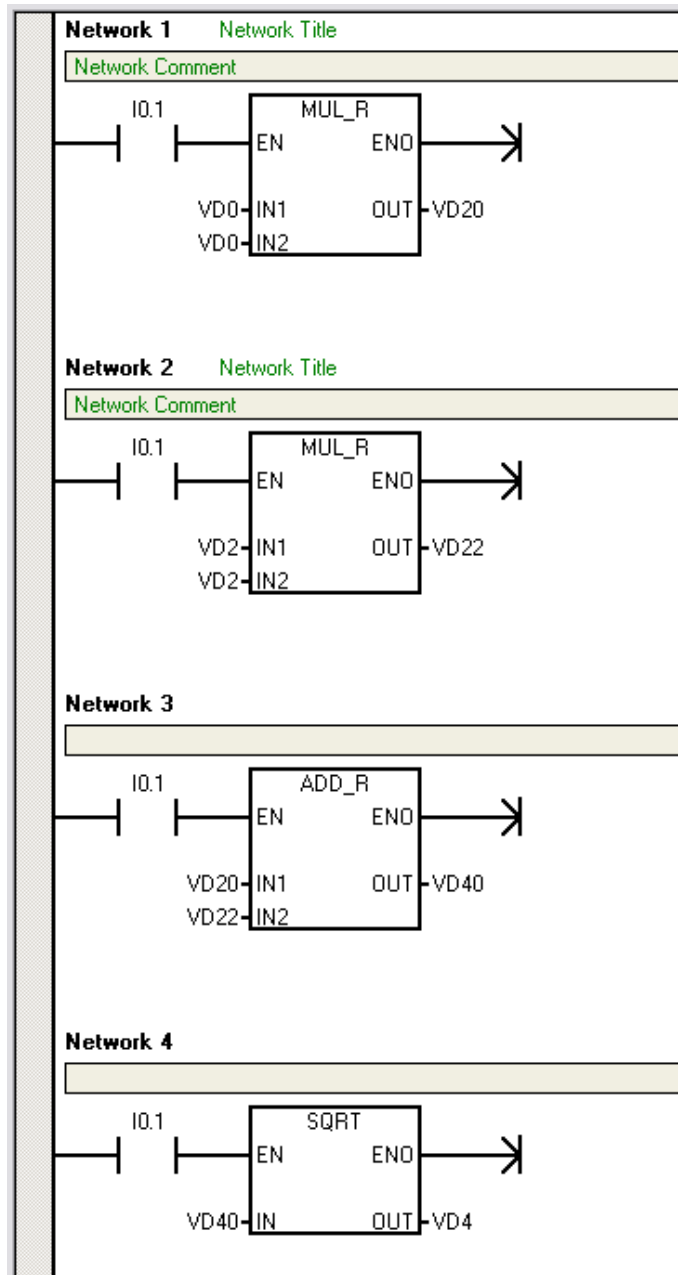 Network 1 Network Title
Network Comment
I0.1
MUL_R
EN ENO
VD0 IN1 OUT VD20
VD0 IN2
Network 2 Network Title
Network Comment
I0.1
MUL_R
EN ENO
VD2 IN1 OUT VD22
VD2 IN2
Network 3
I0.1
ADD_R
EN ENO
VD20 IN1 OUT VD40
VD22 IN2
Network 4
I0.1
SQRT
EN ENO
VD40 IN OUT VD4